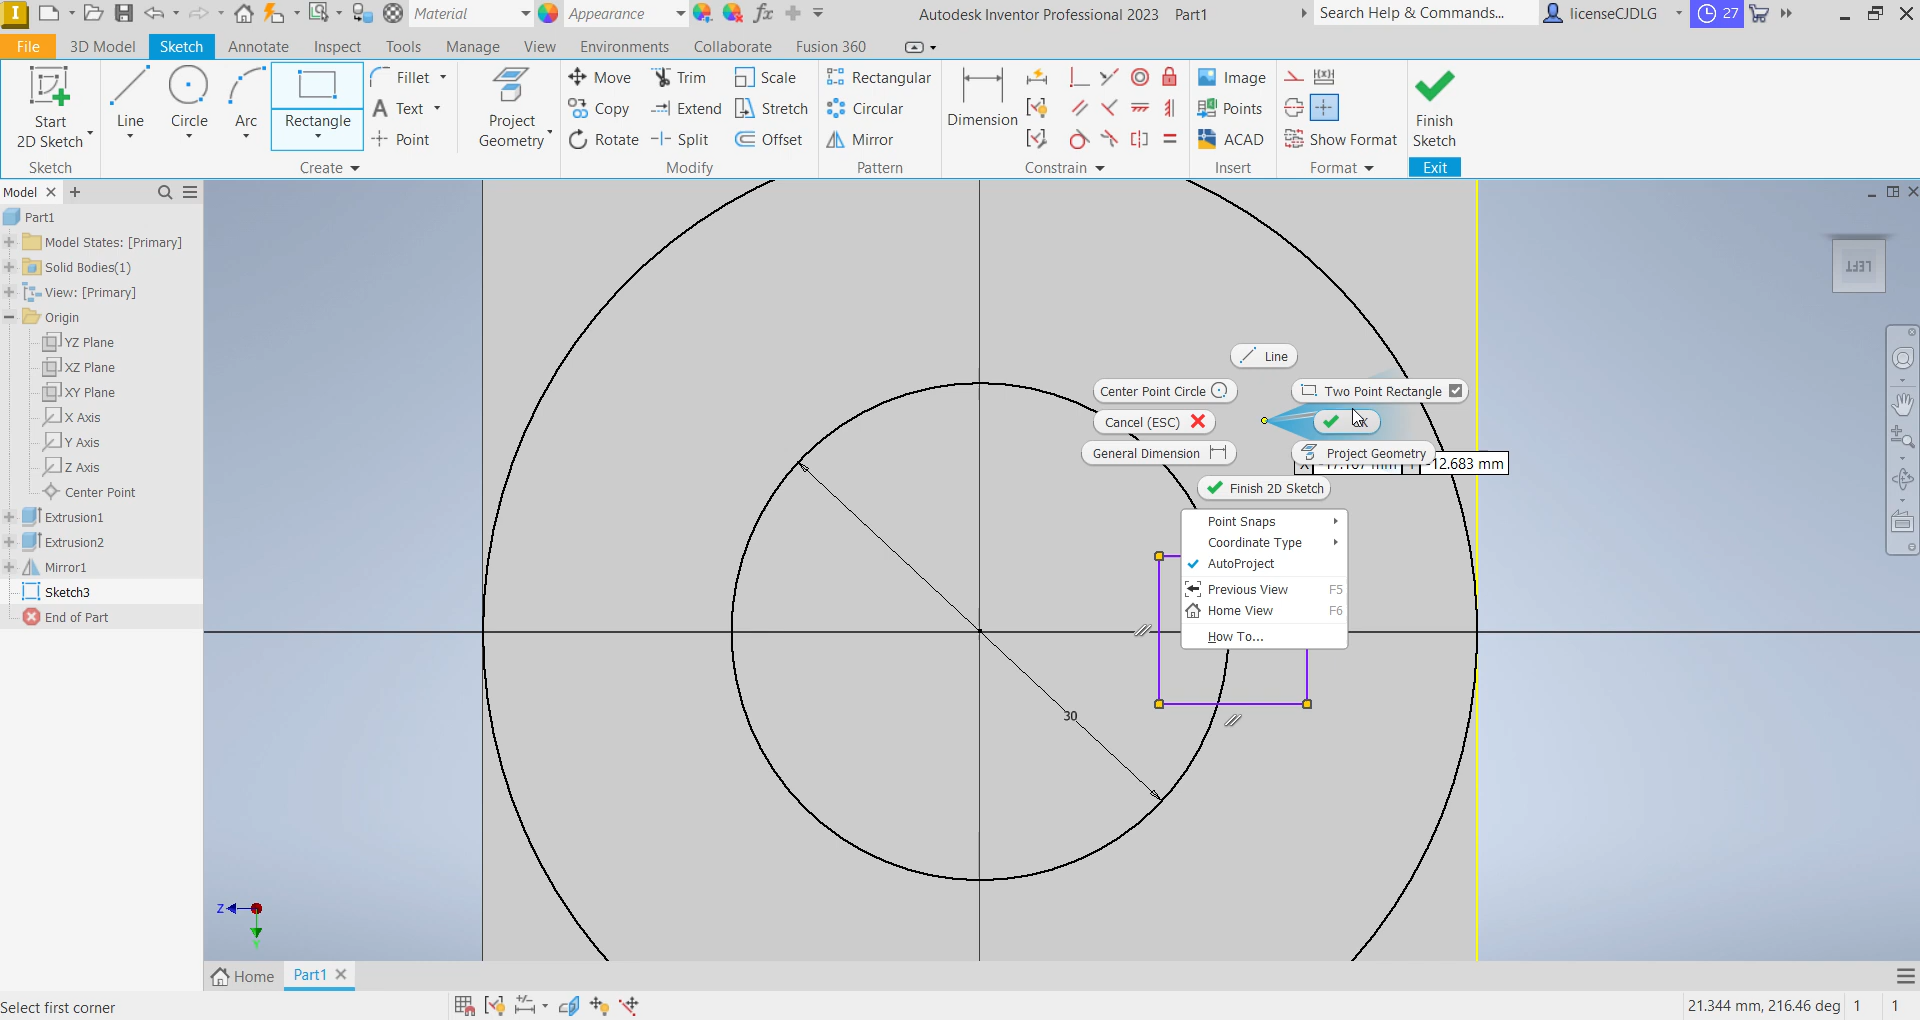 Material
Appearance
Autodesk Inventor Professional 2023 Part1
Search Help & Commands...
licenseCJDLG
27
File
3D Model
Sketch
Annotate
Inspect
Tools
Manage
View
Environments
Collaborate
Fusion 360
Start
2D Sketch
Line
Circle
Arc
Rectangle
Fillet
Text
Point
Project
Geometry
Move
Copy
Rotate
Trim
Extend
Split
Scale
Stretch
Offset
Rectangular
Circular
Mirror
Dimension
Image
Points
ACAD
Show Format
Finish
Sketch
Sketch
Create
Modify
Pattern
Constrain
Insert
Format
Exit
Model
Part1
Model States: [Primary]
Solid Bodies(1)
View: [Primary]
Origin
YZ Plane
XZ Plane
XY Plane
X Axis
Y Axis
Z Axis
Center Point
Extrusion1
Extrusion2
Mirror1
Sketch3
End of Part
LEFT
Line
Center Point Circle
Two Point Rectangle
Cancel (ESC)
General Dimension
Project Geometry
-12.683 mm
Finish 2D Sketch
Point Snaps
Coordinate Type
AutoProject
Previous View F5
Home View F6
How To...
30
Z
Y
Home
Part1
Select first corner
21.344 mm, 216.46 deg 1 1